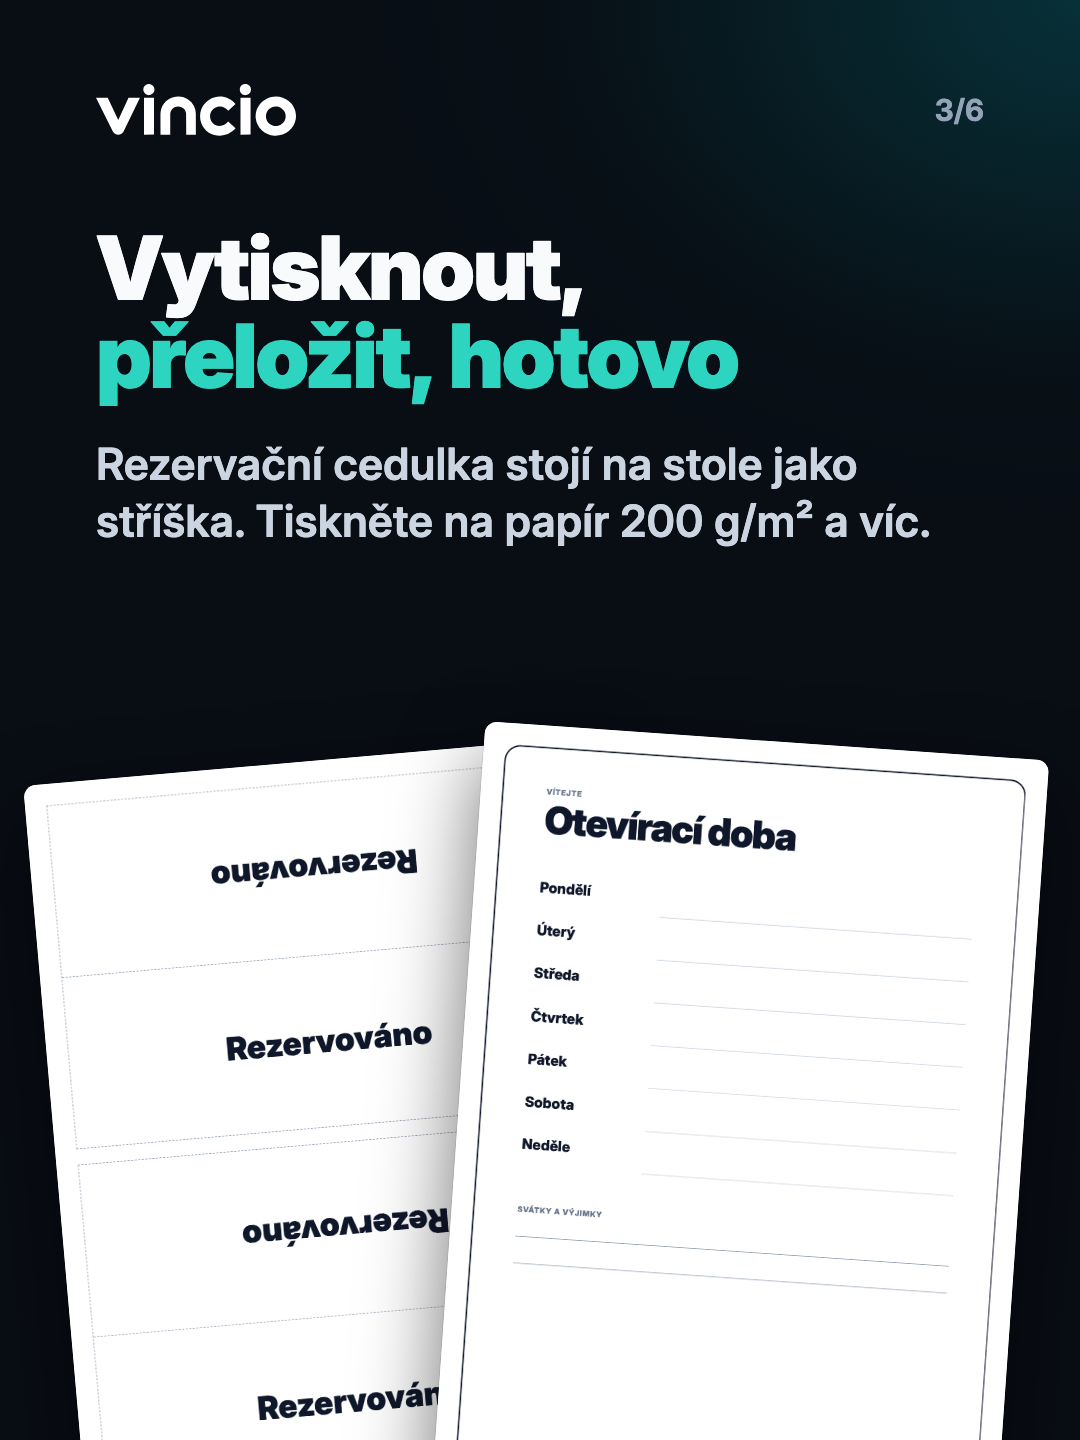 vincio
3/6
Vytisknout,
přeložit, hotovo
Rezervační cedulka stojí na stole jako
stříška. Tiskněte na papír 200 g/m² a víc.
Rezervováno
Rezervováno
Rezervováno
Rezervován
VÍTEJTE
Otevírací doba
Pondělí
Úterý
Středa
Čtvrtek
Pátek
Sobota
Neděle
SVÁTKY A VÝJIMKY